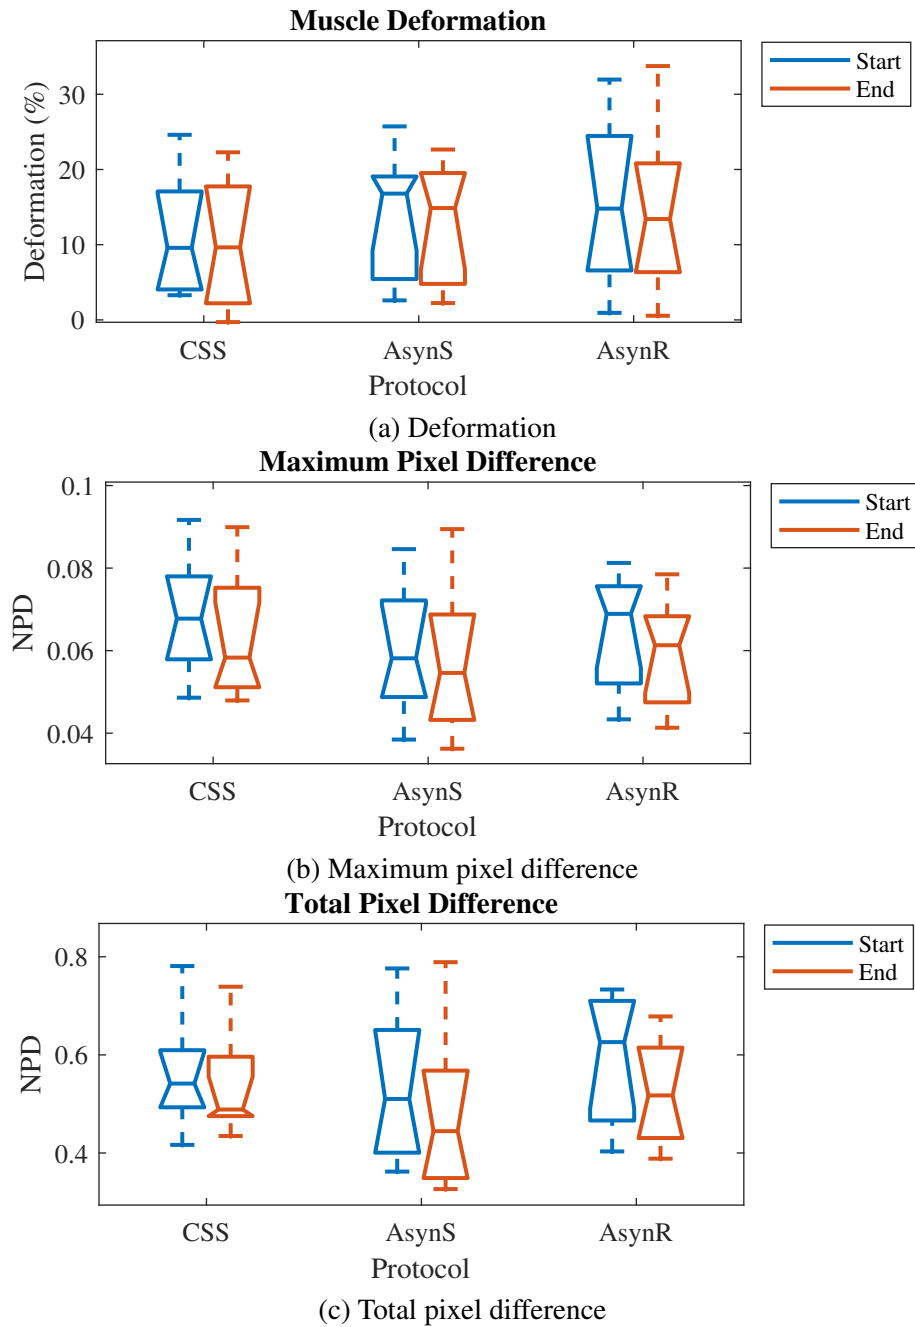 Muscle Deformation
Deformation (%)
30
20
10
0
CSS AsynS AsynR
Protocol
Start
End
(a) Deformation
Maximum Pixel Difference
NPD
0.1
0.08
0.06
0.04
CSS AsynS AsynR
Protocol
Start
End
(b) Maximum pixel difference
Total Pixel Difference
NPD
0.8
0.6
0.4
CSS AsynS AsynR
Protocol
Start
End
(c) Total pixel difference